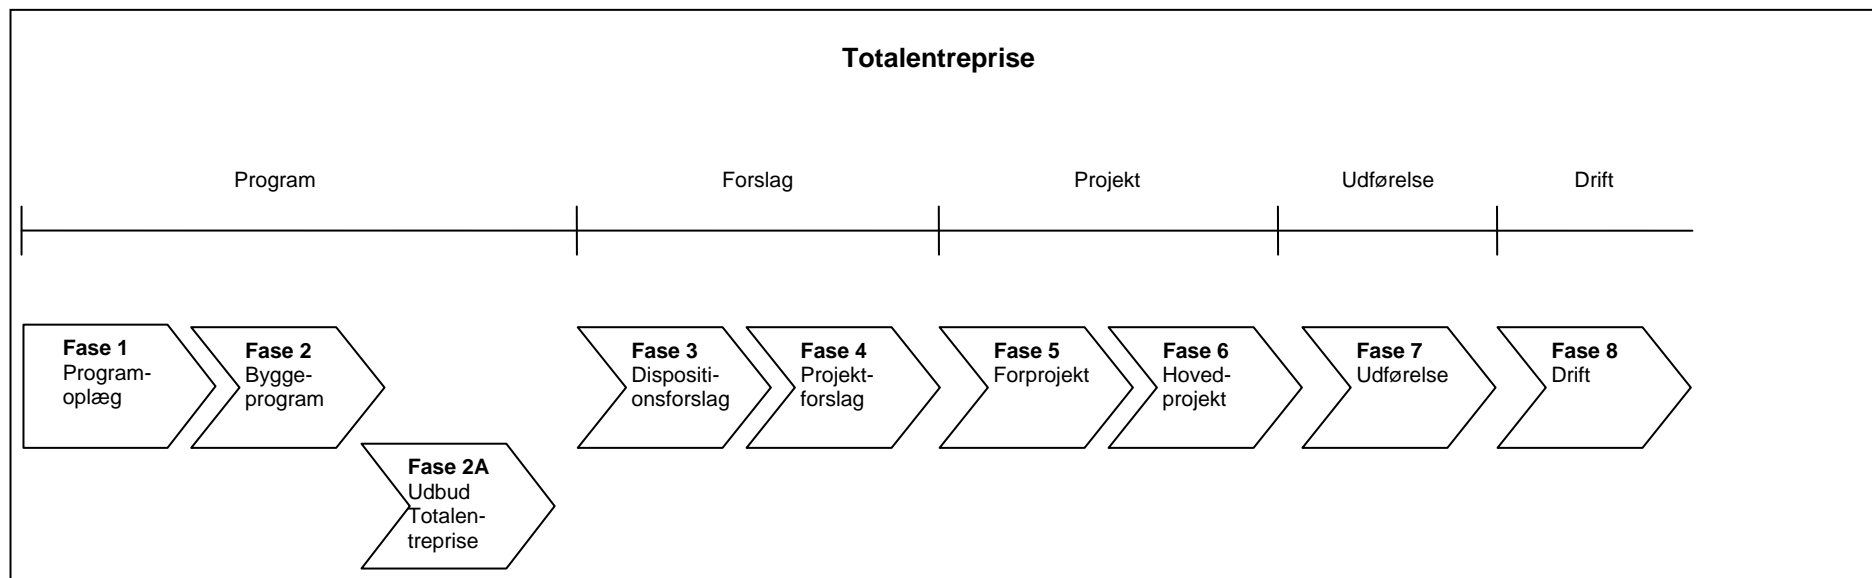 Totalentreprise
Program
Forslag
Projekt
Udførelse
Drift
Fase 1
Program-
oplæg
Fase 2
Bygge-
program
Fase 2A
Udbud
Totalen-
treprise
Fase 3
Dispositi-
onsforslag
Fase 4
Projekt-
forslag
Fase 5
Forprojekt
Fase 6
Hoved-
projekt
Fase 7
Udførelse
Fase 8
Drift